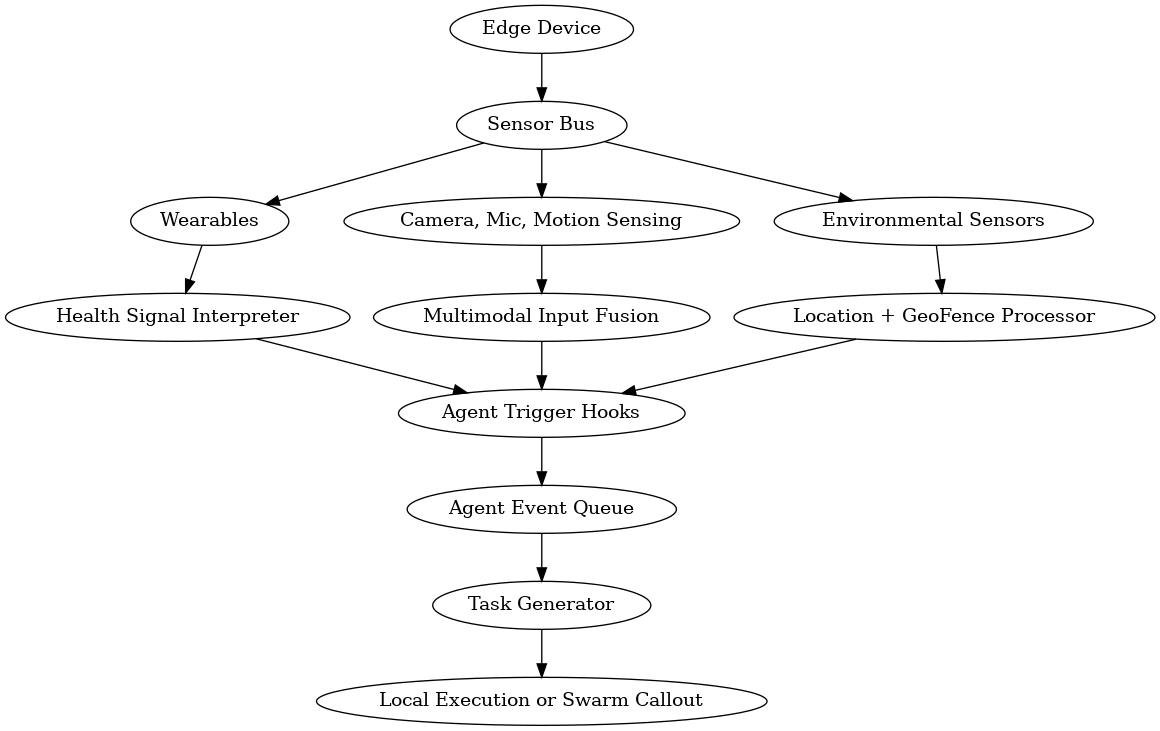 Edge Device
Sensor Bus
Wearables
Camera, Mic, Motion Sensing
Environmental Sensors
Health Signal Interpreter
Multimodal Input Fusion
Location + GeoFence Processor
Agent Trigger Hooks
Agent Event Queue
Task Generator
Local Execution or Swarm Callout